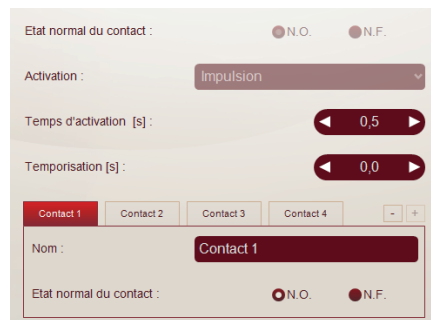 Etat normal du contact : N.O. N.F.
Activation : Impulsion
Temps d'activation [s] : 0,5
Temporisation [s] : 0,0
Contact 1 Contact 2 Contact 3 Contact 4 - +
Nom : Contact 1
Etat normal du contact : N.O. N.F.